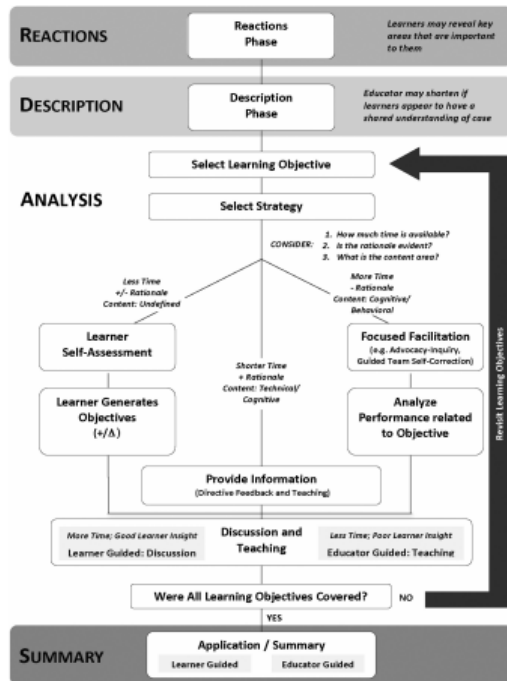 REACTIONS
Reactions
Phase
Learners may reveal key
areas that are important
to them
DESCRIPTION
Description
Phase
Educator may shorten if
learners appear to have a
shared understanding of case
Select Learning Objective
ANALYSIS
Select Strategy
CONSIDER:
1. How much time is available?
2. Is the rationale evident?
3. What is the content area?
Less Time
+/- Rationale
Content: Undefined
More Time
- Rationale
Content: Cognitive/
Behavioral
Learner
Self-Assessment
Shorter Time
+ Rationale
Content: Technical/
Cognitive
Focused Facilitation
(e.g. Advocacy-Inquiry,
Guided Team Self-Correction)
Learner Generates
Objectives
(+/Δ)
Analyze
Performance related
to Objective
Revisit Learning Objectives
Provide Information
(Directive Feedback and Teaching)
More Time; Good Learner Insight
Learner Guided: Discussion
Discussion and
Teaching
Less Time; Poor Learner Insight
Educator Guided: Teaching
Were All Learning Objectives Covered?
NO
YES
SUMMARY
Application / Summary
Learner Guided
Educator Guided